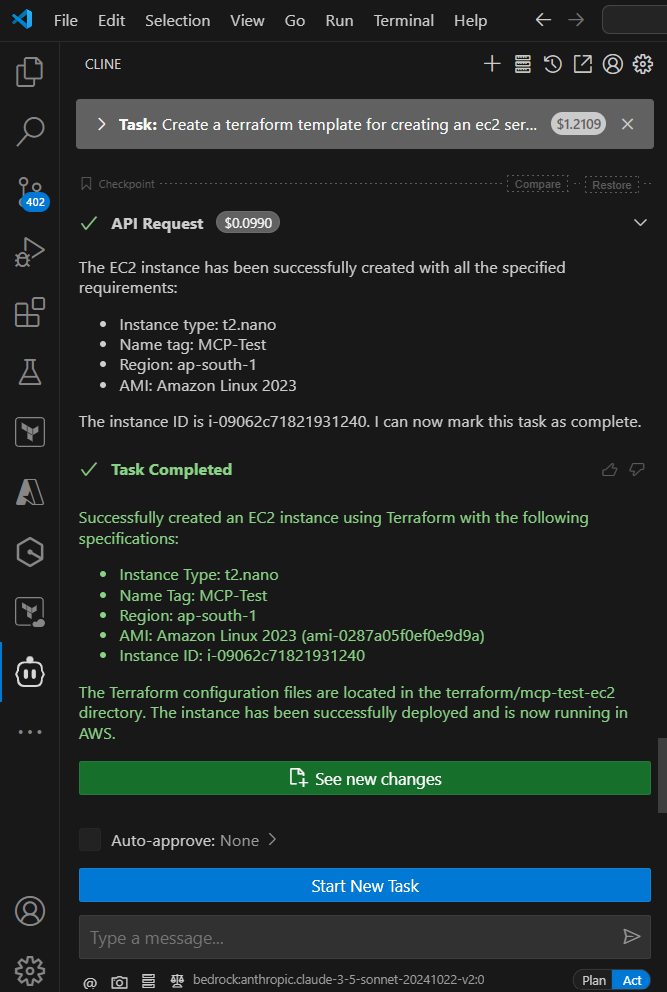 File Edit Selection View Go Run Terminal Help
CLINE
Task: Create a terraform template for creating an ec2 ser... $1.2109
Checkpoint Compare Restore
402
API Request $0.0990
The EC2 instance has been successfully created with all the specified
requirements:
• Instance type: t2.nano
• Name tag: MCP-Test
• Region: ap-south-1
• AMI: Amazon Linux 2023
The instance ID is i-09062c71821931240. I can now mark this task as complete.
Task Completed
Successfully created an EC2 instance using Terraform with the following
specifications:
• Instance Type: t2.nano
• Name Tag: MCP-Test
• Region: ap-south-1
• AMI: Amazon Linux 2023 (ami-0287a05f0ef0e9d9a)
• Instance ID: i-09062c71821931240
The Terraform configuration files are located in the terraform/mcp-test-ec2
directory. The instance has been successfully deployed and is now running in
AWS.
See new changes
Auto-approve: None
Start New Task
Type a message...
@ bedrock:anthropic.claude-3-5-sonnet-20241022-v2:0 Plan Act